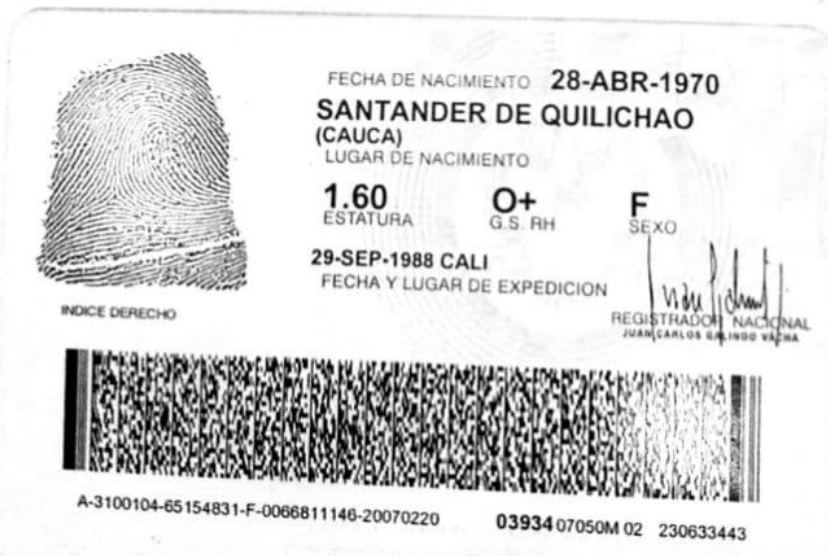 FECHA DE NACIMIENTO 28-ABR-1970
SANTANDER DE QUILICHAO
(CAUCA)
LUGAR DE NACIMIENTO
1.60 O+ F
ESTATURA G.S. RH SEXO
29-SEP-1988 CALI
FECHA Y LUGAR DE EXPEDICION
INDICE DERECHO
REGISTRADOR NACIONAL
JUAN CARLOS GALINDO VACHA
A-3100104-65154831-F-0066811146-20070220 03934 07050M 02 230633443